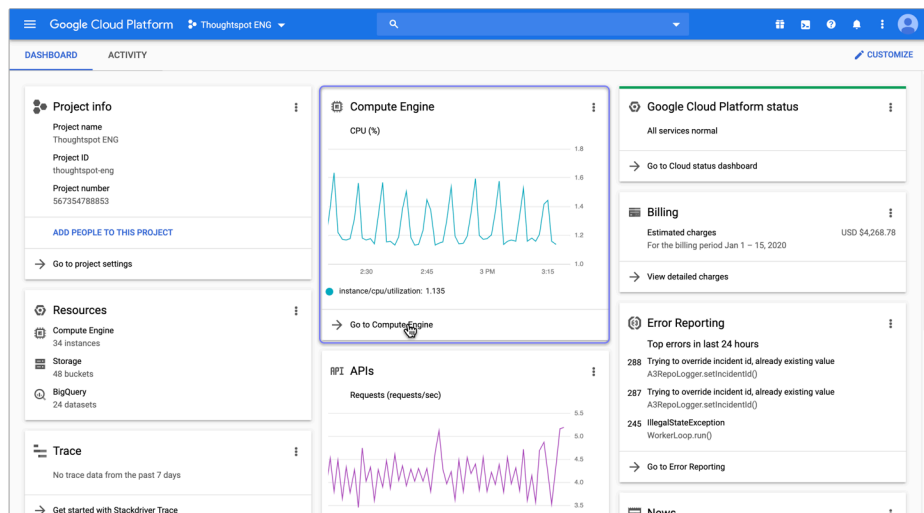 Google Cloud Platform
Thoughtspot ENG
DASHBOARD
ACTIVITY
CUSTOMIZE
Project info
Project name
Thoughtspot ENG
Project ID
thoughtspot-eng
Project number
567354788853
ADD PEOPLE TO THIS PROJECT
Go to project settings
Resources
Compute Engine
34 instances
Storage
48 buckets
BigQuery
24 datasets
Trace
No trace data from the past 7 days
Get started with Stackdriver Trace
Compute Engine
CPU (%)
1.8
1.6
1.4
1.2
1.0
2:30 2:45 3 PM 3:15
instance/cpu/utilization: 1.135
Go to Compute Engine
API APIs
Requests (requests/sec)
5.5
5.0
4.5
4.0
3.5
Google Cloud Platform status
All services normal
Go to Cloud status dashboard
Billing
Estimated charges USD $4,268.78
For the billing period Jan 1 – 15, 2020
View detailed charges
Error Reporting
Top errors in last 24 hours
288 Trying to override incident id, already existing value
A3RepoLogger.setIncidentId()
287 Trying to override incident id, already existing value
A3RepoLogger.setIncidentId()
245 IllegalStateException
WorkerLoop.run()
Go to Error Reporting
News